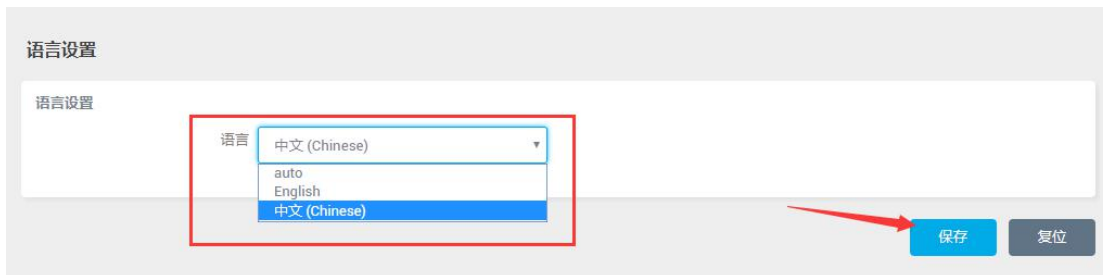 语言设置
语言设置
语言 中文 (Chinese)
auto
English
中文 (Chinese)
保存 复位